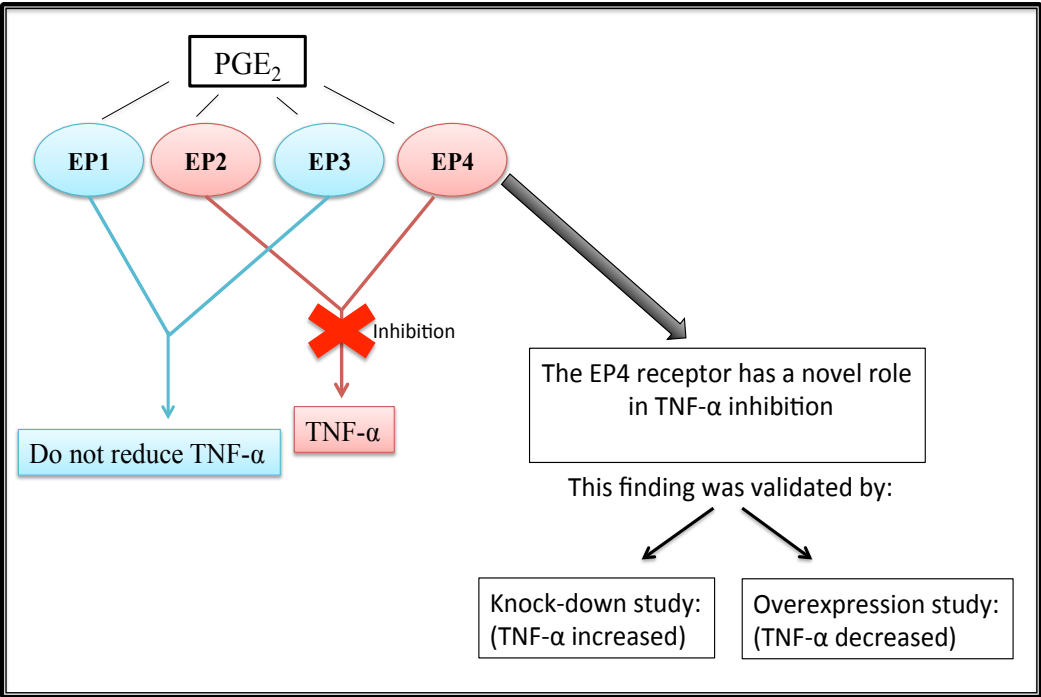 PGE₂
EP1
EP2
EP3
EP4
Inhibition
Do not reduce TNF-α
TNF-α
The EP4 receptor has a novel role
in TNF-α inhibition
This finding was validated by:
Knock-down study:
(TNF-α increased)
Overexpression study:
(TNF-α decreased)